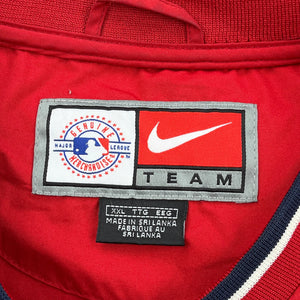 GENUINE
MAJOR LEAGUE
MERCHANDISE
TEAM
XXL TTG EEG
MADE IN SRI LANKA
FABRIQUÉ AU
SRI LANKA